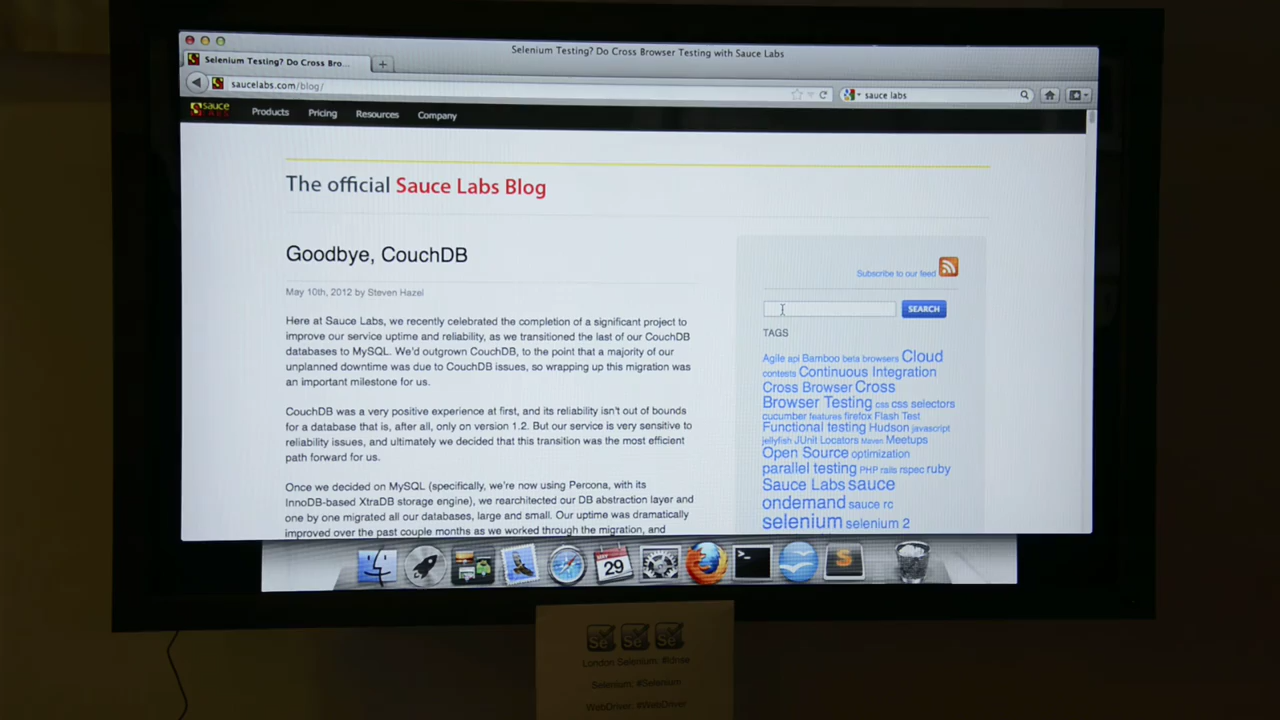 Selenium Testing? Do Cross Browser Testing with Sauce Labs
Selenium Testing? Do Cross Bro...
saucelabs.com/blog/
sauce labs
sauce LABS
Products Pricing Resources Company
The official Sauce Labs Blog
Goodbye, CouchDB
May 10th, 2012 by Steven Hazel
Here at Sauce Labs, we recently celebrated the completion of a significant project to
improve our service uptime and reliability, as we transitioned the last of our CouchDB
databases to MySQL. We'd outgrown CouchDB, to the point that a majority of our
unplanned downtime was due to CouchDB issues, so wrapping up this migration was
an important milestone for us.
CouchDB was a very positive experience at first, and its reliability isn't out of bounds
for a database that is, after all, only on version 1.2. But our service is very sensitive to
reliability issues, and ultimately we decided that this transition was the most efficient
path forward for us.
Once we decided on MySQL (specifically, we're now using Percona, with its
InnoDB-based XtraDB storage engine), we rearchitected our DB abstraction layer and
one by one migrated all our databases, large and small. Our uptime was dramatically
improved over the past couple months as we worked through the migration, and
Subscribe to our feed
SEARCH
TAGS
Agile api Bamboo beta browsers Cloud
contests Continuous Integration
Cross Browser Cross
Browser Testing css css selectors
cucumber features firefox Flash Test
Functional testing Hudson javascript
jellyfish JUnit Locators Maven Meetups
Open Source optimization
parallel testing PHP rails rspec ruby
Sauce Labs sauce
ondemand sauce rc
selenium selenium 2
29
S
Se Se Se
London Selenium: #ldnse
Selenium: #Selenium
WebDriver: #WebDriver